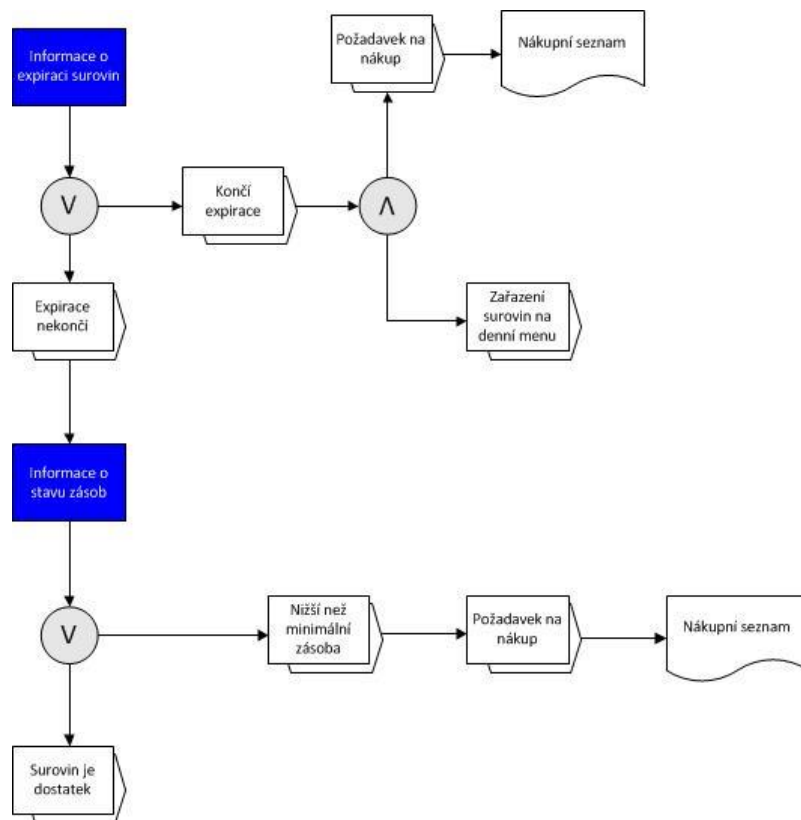 Informace o
expiraci surovin
Požadavek na
nákup
Nákupní seznam
V
Končí
expirace
Λ
Expirace
nekončí
Zařazení
surovin na
denní menu
Informace o
stavu zásob
V
Nižší než
minimální
zásoba
Požadavek na
nákup
Nákupní seznam
Surovin je
dostatek